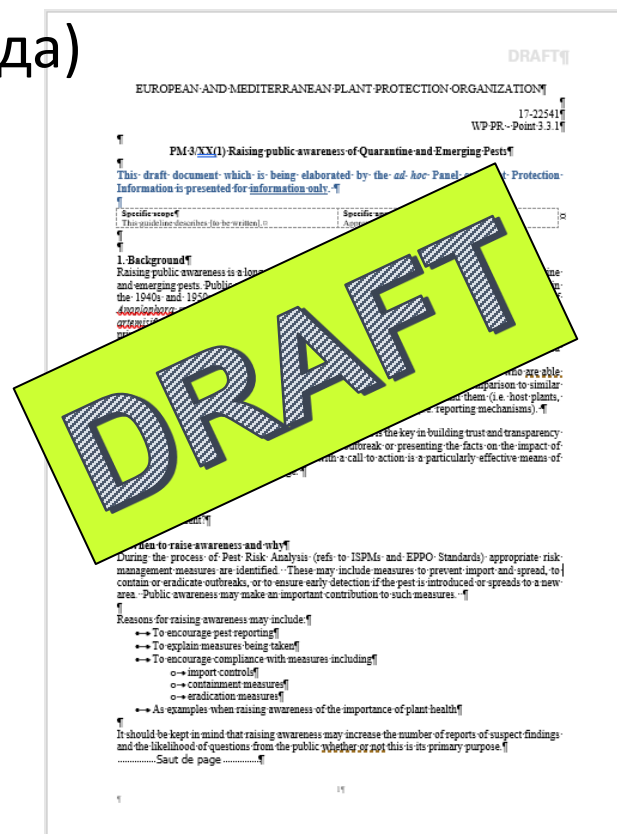 да)
DRAFT
EUROPEAN AND MEDITERRANEAN PLANT PROTECTION ORGANIZATION
17-22541
WP PR - Point 3.3.1
PM 3/XX(1) Raising public awareness of Quarantine and Emerging Pests
This draft document which is being elaborated by the ad hoc Panel Protection
Information is presented for information only.
Specific scope
This guideline describes [to be written].
Specific
1. Background
Raising public awareness is a
and emerging pests.
the 1940s and
who are able
to similar
them (i.e. host plants,
reporting mechanisms).
is the key in building trust and transparency
or presenting the facts on the impact of
a call to action is a particularly effective means of
DRAFT
When to raise awareness and why
During the process of Pest Risk Analysis (refs to ISPMs and EPPO Standards) appropriate risk
management measures are identified. These may include measures to prevent import and spread, to
contain or eradicate outbreaks, or to ensure early detection if the pest is introduced or spreads to a new
area. Public awareness may make an important contribution to such measures.
Reasons for raising awareness may include:
To encourage pest reporting
To explain measures being taken
To encourage compliance with measures including
import controls
containment measures
eradication measures
As examples when raising awareness of the importance of plant health
It should be kept in mind that raising awareness may increase the number of reports of suspect findings
and the likelihood of questions from the public whether or not this is its primary purpose.
Saut de page